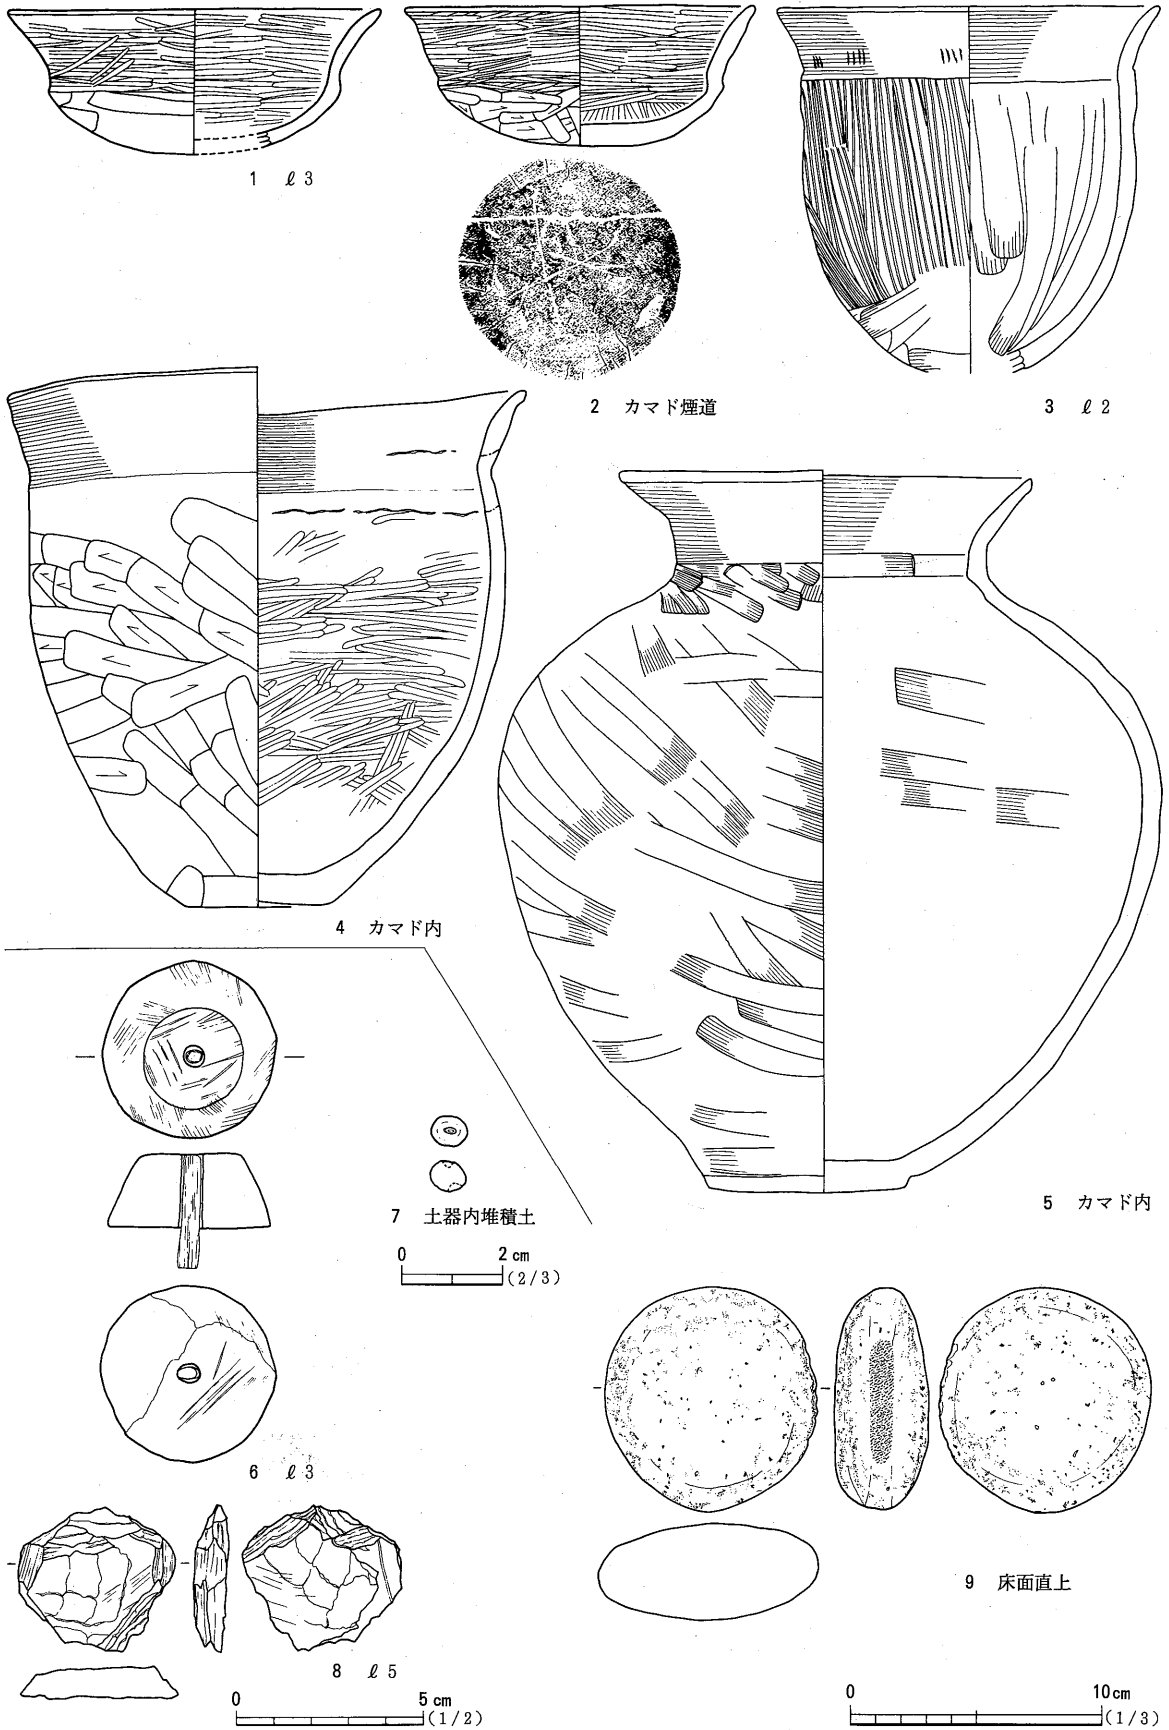 1 ℓ3
2 カマド煙道
3 ℓ2
4 カマド内
5 カマド内
7 土器内堆積土
0 2cm
(2/3)
6 ℓ3
9 床面直上
8 ℓ5
0 5cm
(1/2)
0 10cm
(1/3)